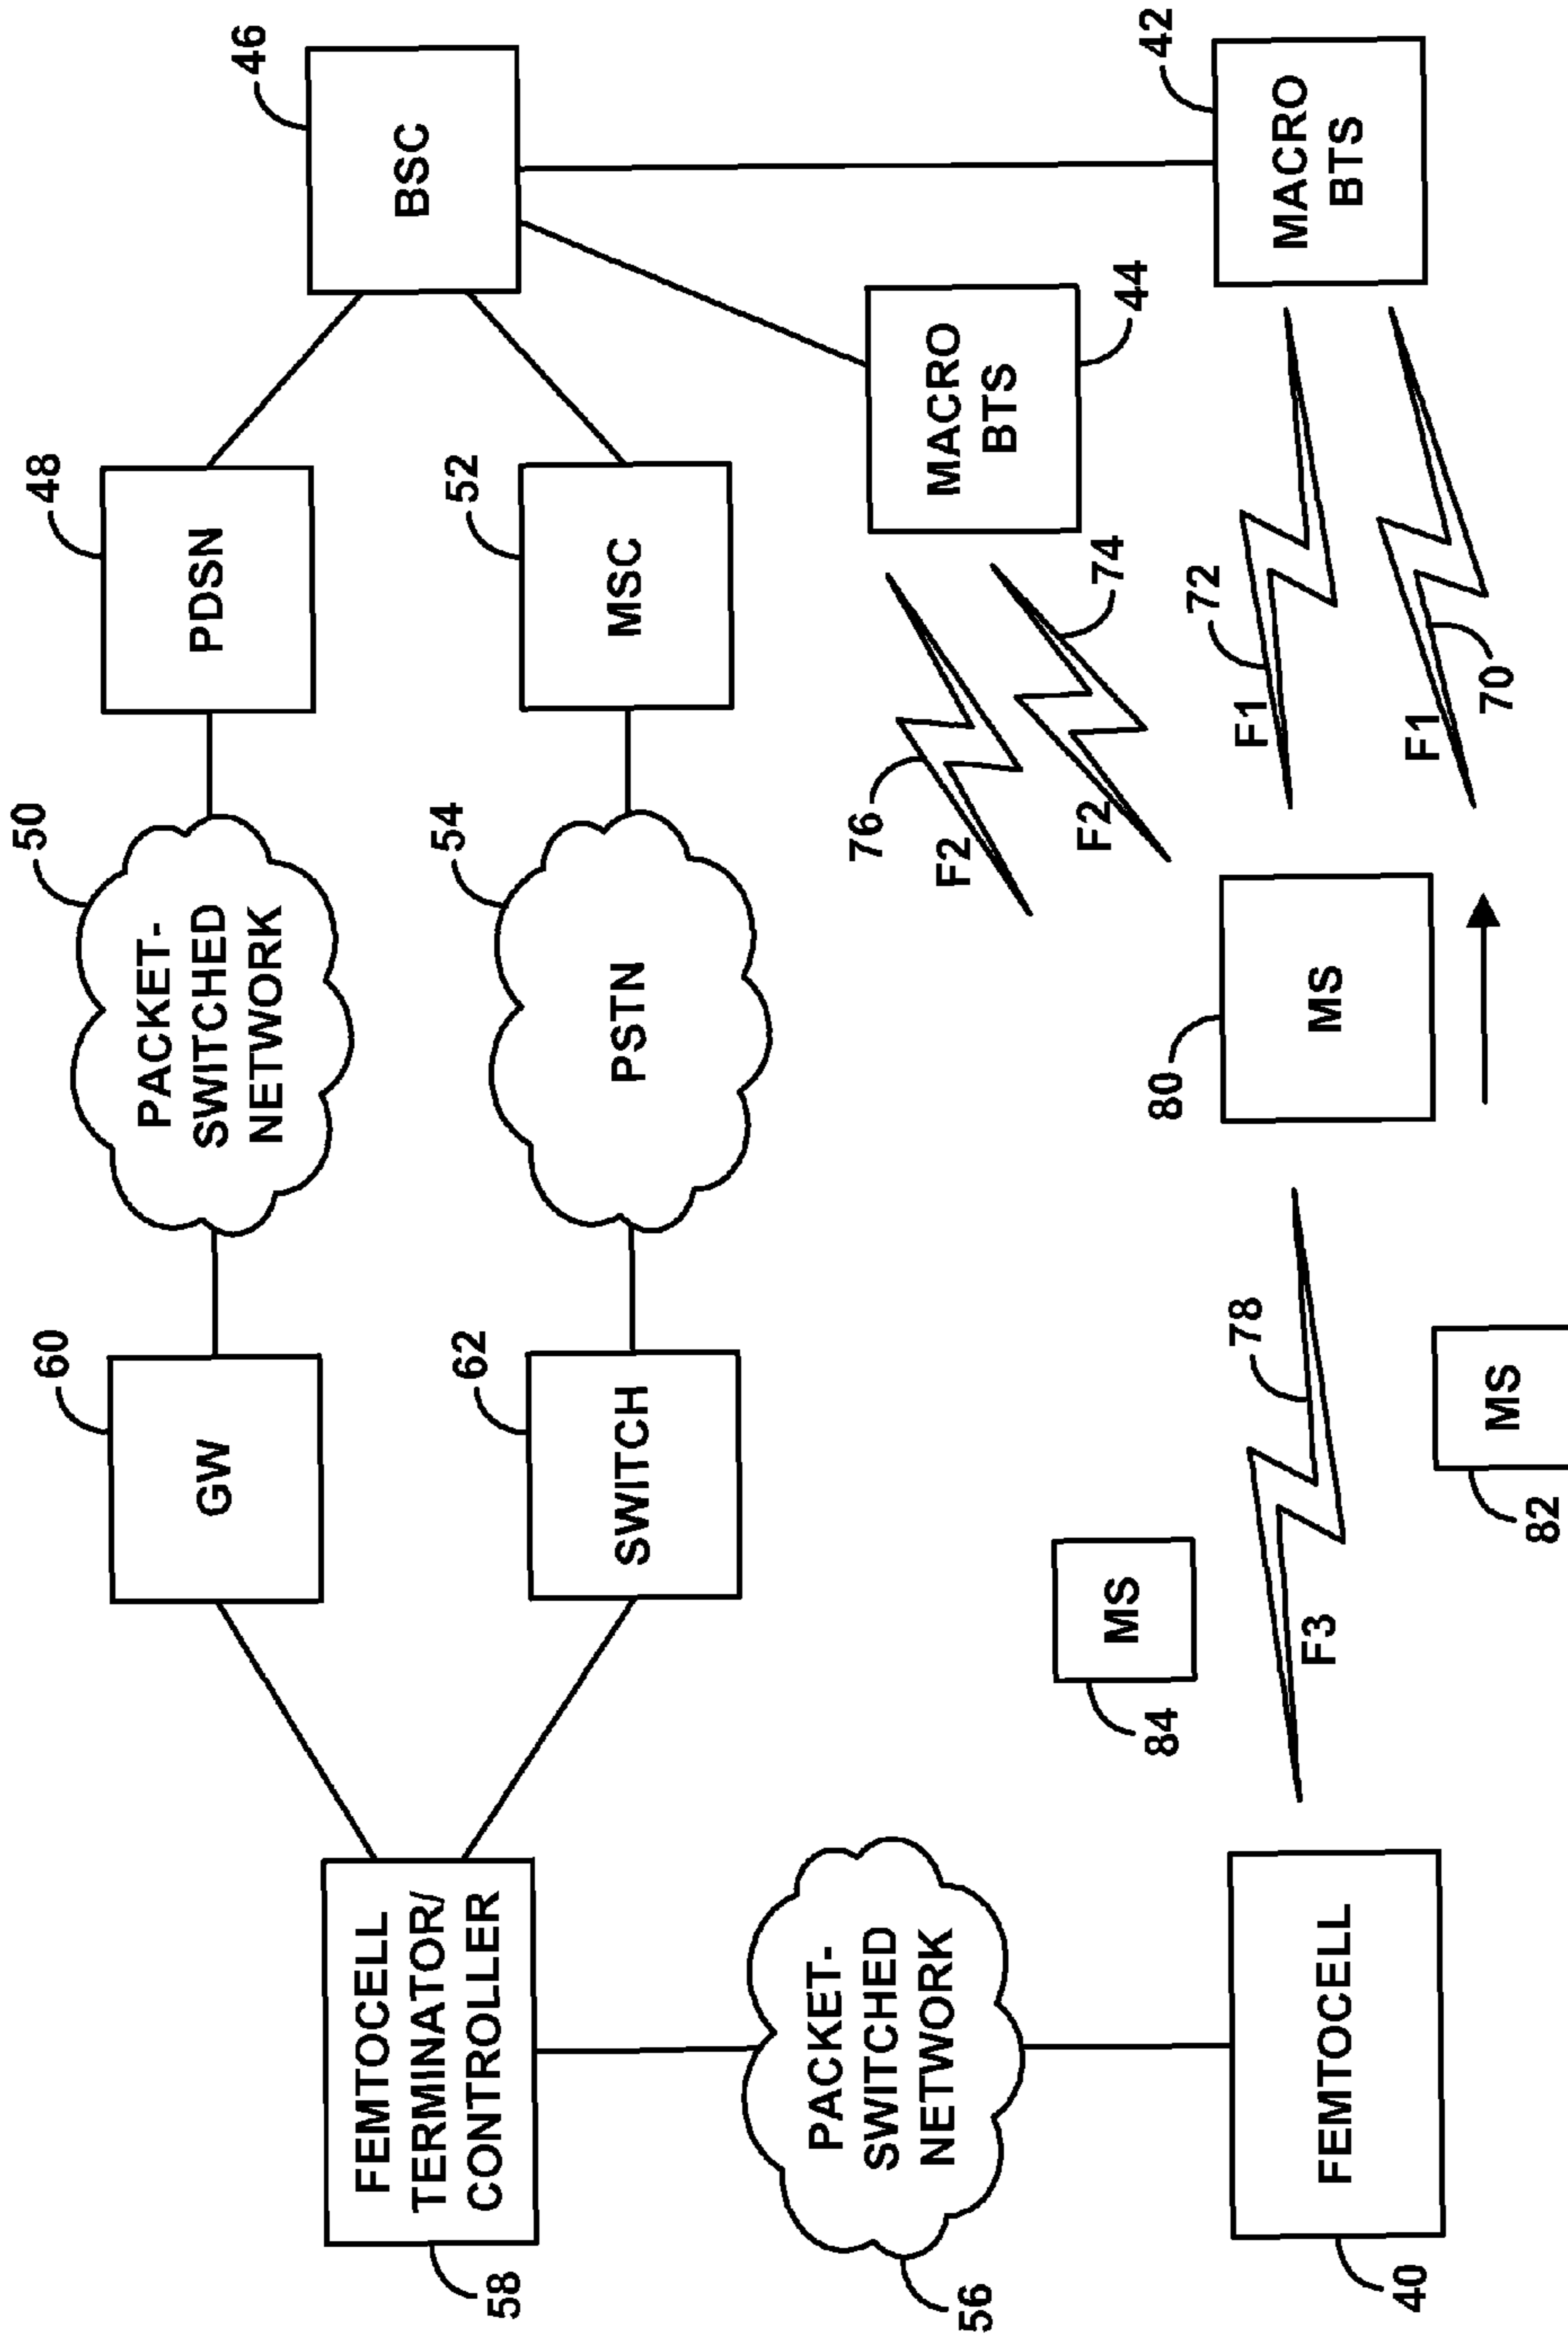 50
PACKET-
SWITCHED
NETWORK
60
GW
48
PDSN
46
BSC
58
FEMTOCELL
TERMINATOR/
CONTROLLER
62
SWITCH
54
PSTN
52
MSC
56
PACKET-
SWITCHED
NETWORK
MACRO
BTS
44
76
F2
74
F2
84
MS
40
FEMTOCELL
F3
78
80
MS
72
F1
F1
70
42
MACRO
BTS
82
MS